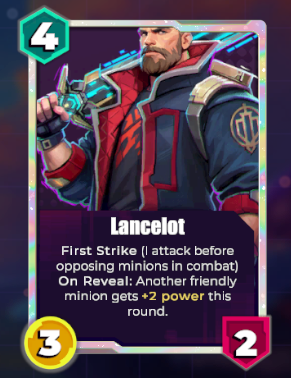 4
Lancelot
First Strike (I attack before
opposing minions in combat)
On Reveal: Another friendly
minion gets +2 power this
round.
3
2